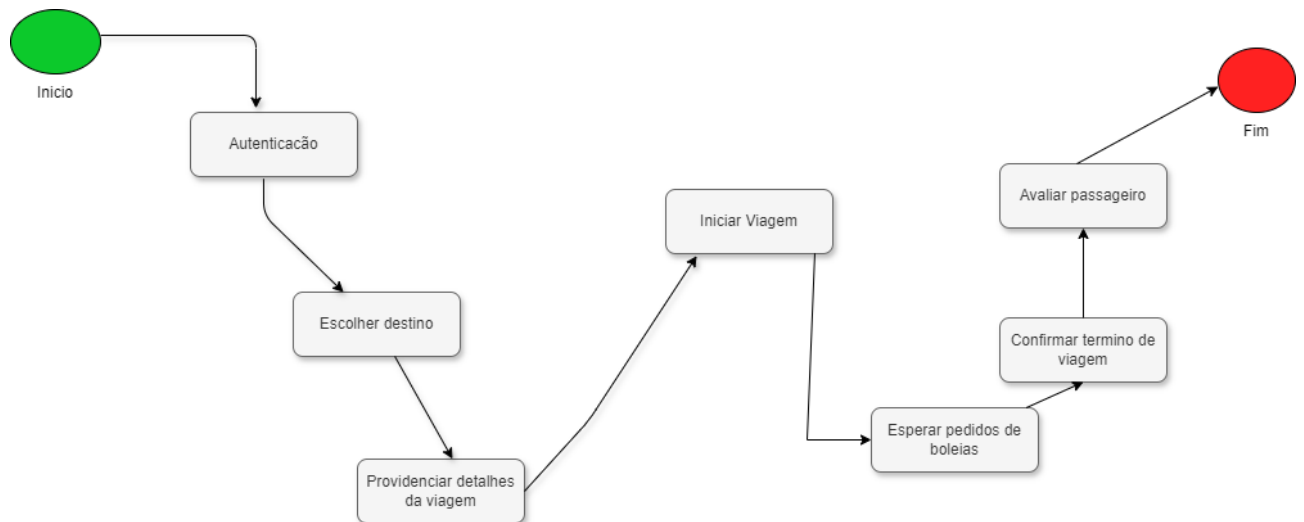 Inicio
Autenticacão
Escolher destino
Providenciar detalhes
da viagem
Iniciar Viagem
Esperar pedidos de
boleias
Confirmar termino de
viagem
Avaliar passageiro
Fim